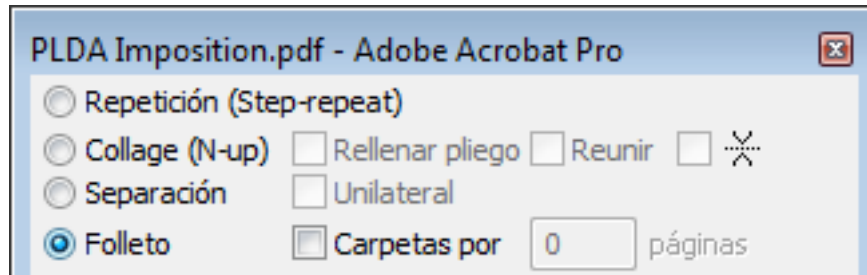 PLDA Imposition.pdf - Adobe Acrobat Pro
Repetición (Step-repeat)
Collage (N-up) Rellenar pliego Reunir
Separación Unilateral
Folleto Carpetas por 0 páginas